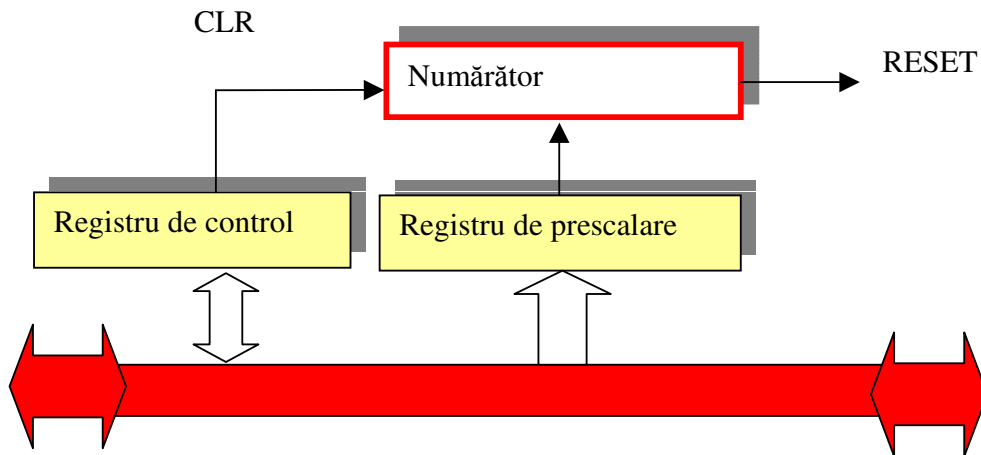 CLR
Numărător
RESET
Registru de control
Registru de prescalare